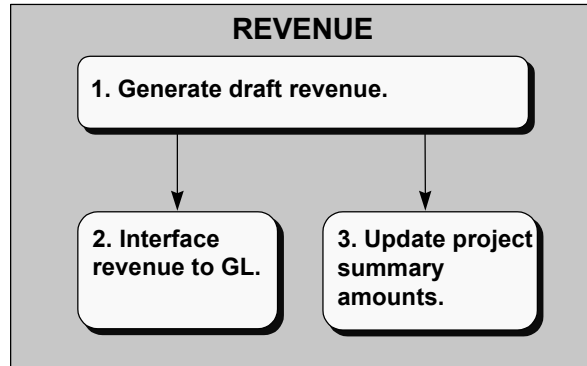 REVENUE
1. Generate draft revenue.
2. Interface
revenue to GL.
3. Update project
summary
amounts.